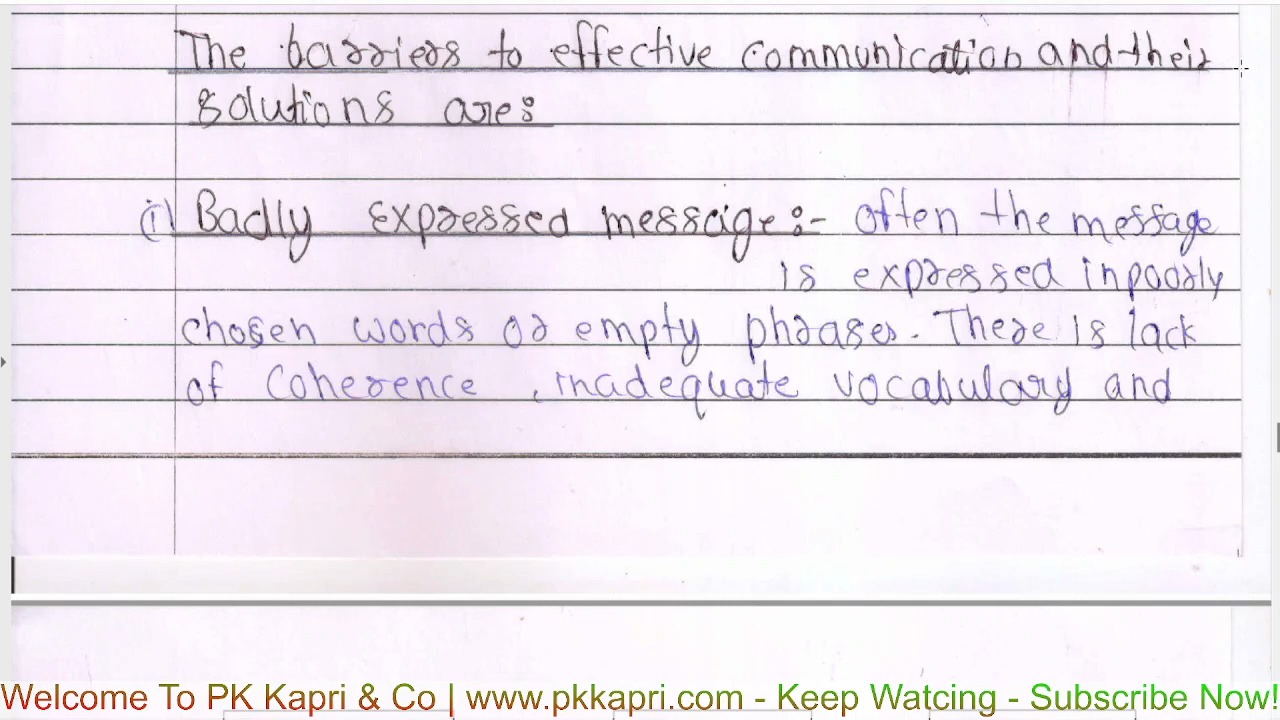 The barriers to effective communication and their
solutions are:
(i) Badly expressed message:- Often the message
is expressed in poorly
chosen words or empty phrases. There is lack
of coherence, inadequate vocabulary and
Welcome To PK Kapri & Co | www.pkkapri.com - Keep Watcing - Subscribe Now!